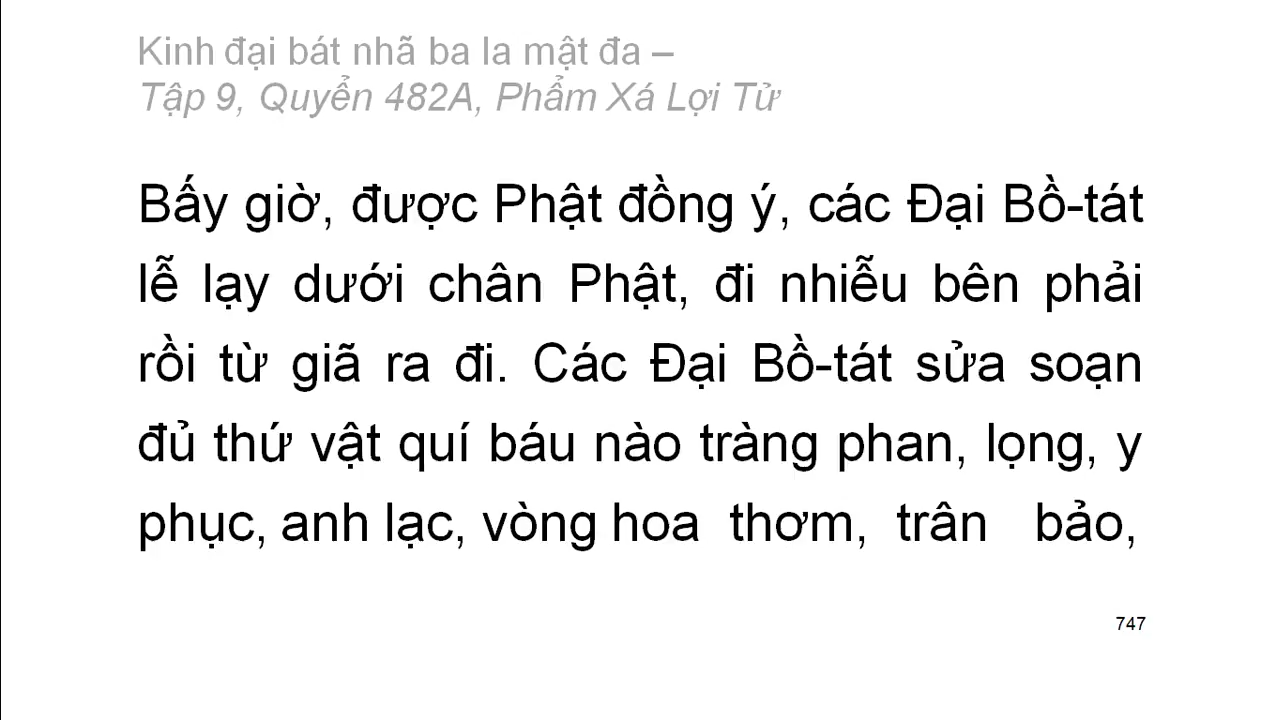 Kinh đại bát nhã ba la mật đa –
Tập 9, Quyển 482A, Phẩm Xá Lợi Tử
Bấy giờ, được Phật đồng ý, các Đại Bồ-tát
lễ lạy dưới chân Phật, đi nhiễu bên phải
rồi từ giã ra đi. Các Đại Bồ-tát sửa soạn
đủ thứ vật quí báu nào tràng phan, lọng, y
phục, anh lạc, vòng hoa thơm, trân bảo,
747